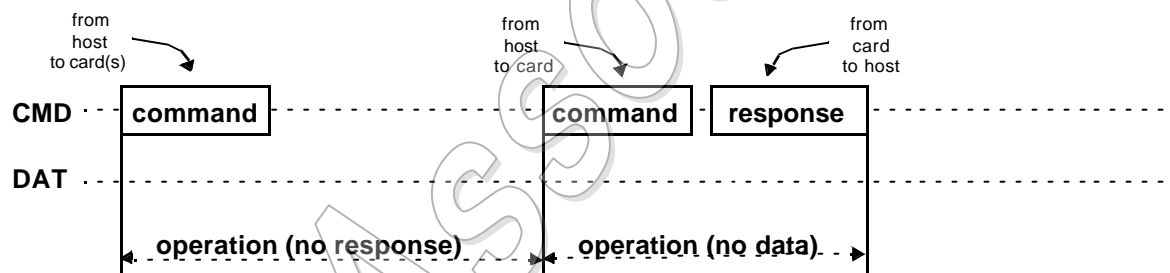 from
host
to card(s)
from
host
to card
from
card
to host
CMD
command
command
response
DAT
operation (no response)
operation (no data)